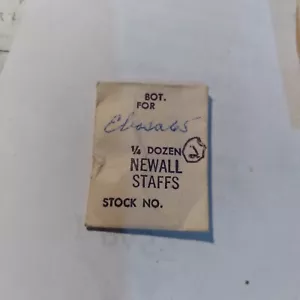 BOT.
FOR
¼ DOZEN
NEWALL
STAFFS
STOCK NO.